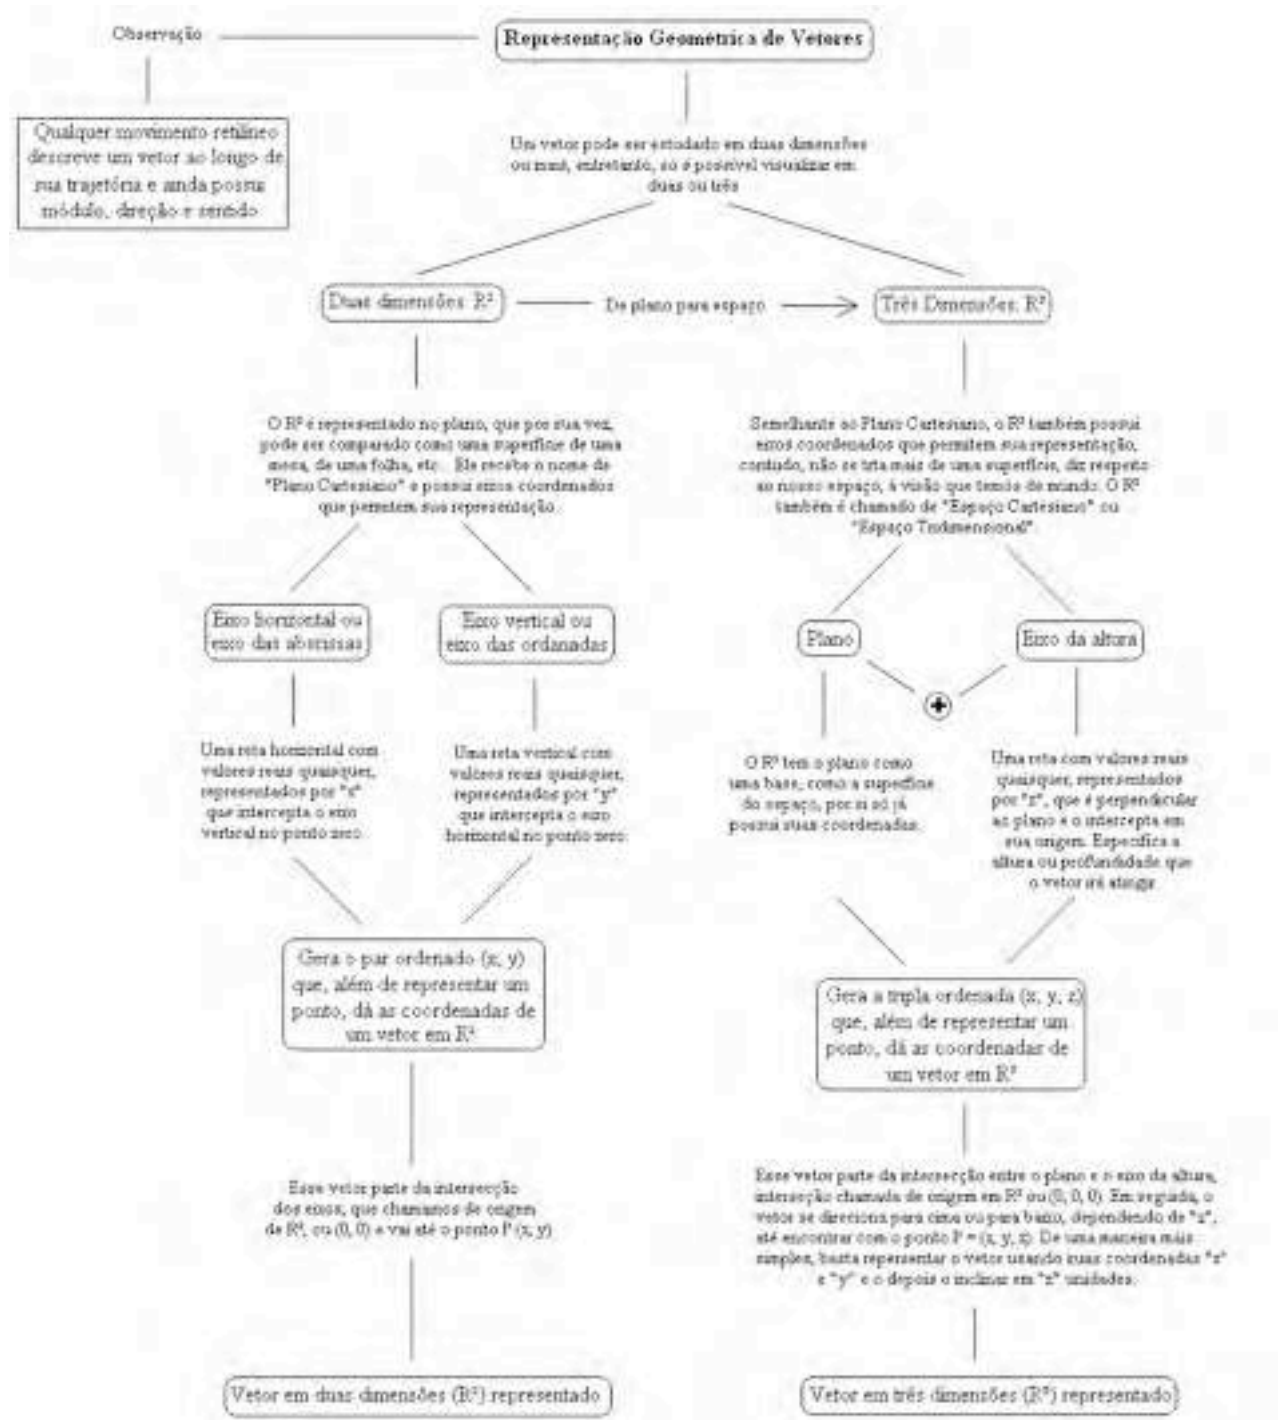 Observação
Representação Geométrica de Vetores
Qualquer movimento retilíneo
descreve um vetor ao longo de
sua trajetória e ainda possui
módulo, direção e sentido
Um vetor pode ser estudado em duas dimensões
ou mais, entretanto, só é possível visualizar em
duas ou três
Duas dimensões R²
De plano para espaço
Três Dimensões R³
O R² é representado no plano, que por sua vez,
pode ser comparado como uma superfície de uma
mesa, de uma folha, etc. Ele recebe o nome de
"Plano Cartesiano" e possui eixos coordenados
que permitem sua representação
Eixo horizontal ou
eixo das abscissas
Eixo vertical ou
eixo das ordanadas
Uma reta horizontal com
valores reais quaisquer,
representados por "x"
que intercepta o eixo
vertical no ponto zero
Uma reta vertical com
valores reais quaisquer,
representados por "y"
que intercepta o eixo
horizontal no ponto zero
Gera o par ordenado (x, y)
que, além de representar um
ponto, dá as coordenadas de
um vetor em R²
Esse vetor parte da intersecção
dos eixos, que chamamos de origem
de R², ou (0, 0) e vai até o ponto P (x, y)
Vetor em duas dimensões (R²) representado
Semelhante ao Plano Cartesiano, o R³ também possui
eixos coordenados que permitem sua representação,
contudo, não se trta mais de uma superfície, diz respeito
ao nosso espaço, à visão que temos de mundo. O R³
também é chamado de "Espaço Cartesiano" ou
"Espaço Tridimensional".
Plano
Eixo da altura
O R³ tem o plano como
uma base, como a superfície
do espaço, por si só já
possui suas coordenadas.
Uma reta com valores reais
quaisquer, representados
por "z", que é perpendicular
ao plano e o intercepta em
sua origem. Especifica a
altura ou profundidade que
o vetor irá atingir
Gera a tripla ordenada (x, y, z)
que, além de representar um
ponto, dá as coordenadas de
um vetor em R³
Esse vetor parte da intersecção entre o plano e o eixo da altura,
interseção chamada de origem em R³ ou (0, 0, 0). Em seguida, o
vetor se direciona para cima ou para baixo, dependendo de "z",
até encontrar com o ponto P = (x, y, z). De uma maneira máis
simples, basta repersentar o vetor usando suas coordenadas "x"
e "y" e o depois o inclinar em "z" unidades.
Vetor em três dimensões (R³) representado